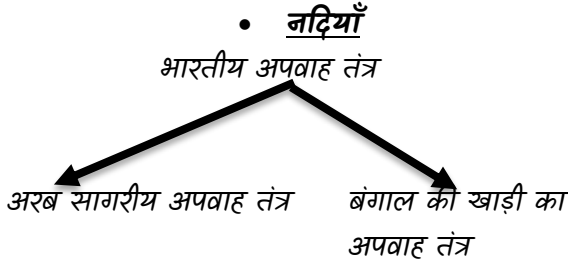 • नदियाँ
भारतीय अपवाह तंत्र
अरब सागरीय अपवाह तंत्र बंगाल की खाड़ी का
अपवाह तंत्र